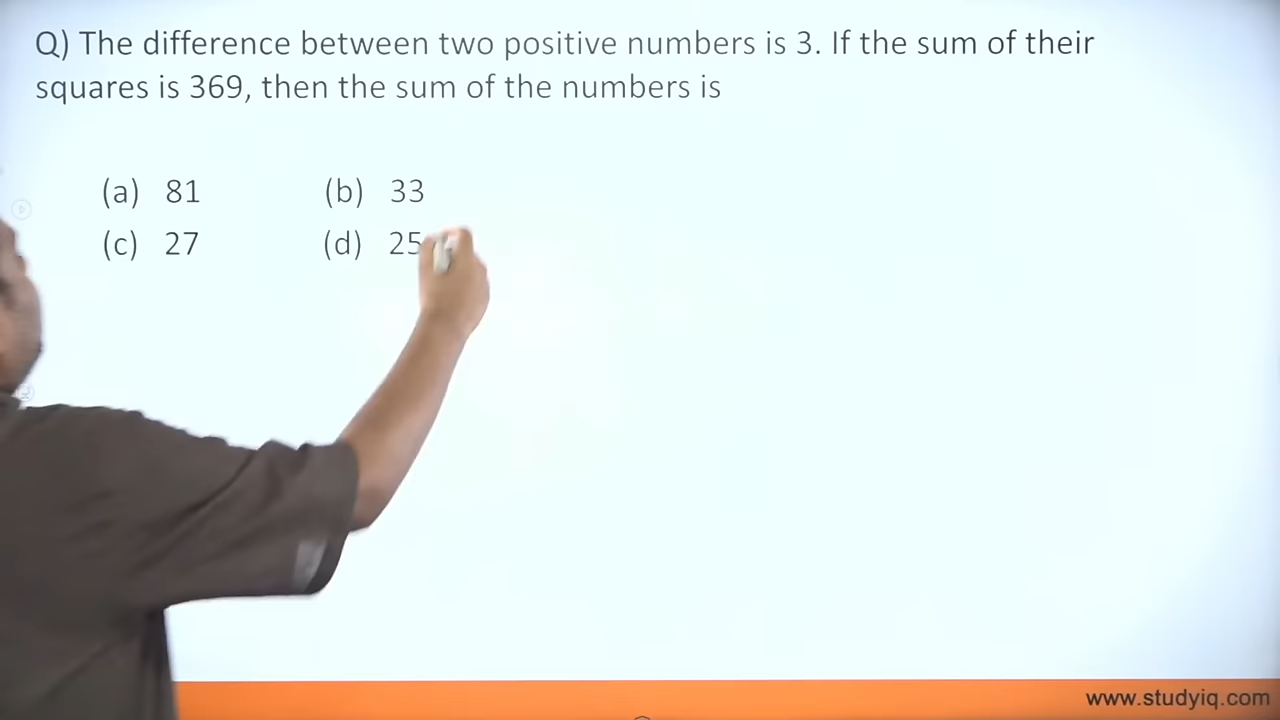 Q) The difference between two positive numbers is 3. If the sum of their
squares is 369, then the sum of the numbers is
(a) 81 (b) 33
(c) 27 (d) 25
www.studyiq.com